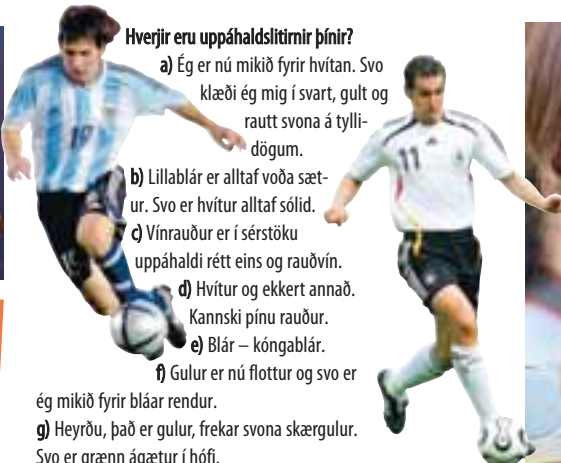 Hverjir eru uppáhaldslitirnir þínir?
a) Ég er nú mikið fyrir hvítan. Svo
klæði ég mig í svart, gult og
rautt svona á tylli-
dögum.
b) Lillablár er alltaf voða sæt-
ur. Svo er hvítur alltaf sólid.
c) Vínrauður er í sérstöku
uppáhaldi rétt eins og rauðvín.
d) Hvítur og ekkert annað.
Kannski pínu rauður.
e) Blár – kóngablár.
f) Gulur er nú flottur og svo er
ég mikið fyrir bláar rendur.
g) Heyrðu, það er gulur, frekar svona skærgulur.
Svo er grænn ágætur í hófi.
19
11